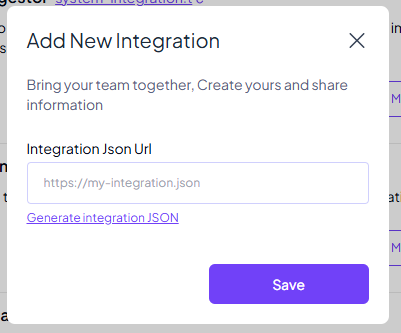 system-integration.t
Add New Integration
Bring your team together, Create yours and share
information
Integration Json Url
https://my-integration.json
Generate integration JSON
Save